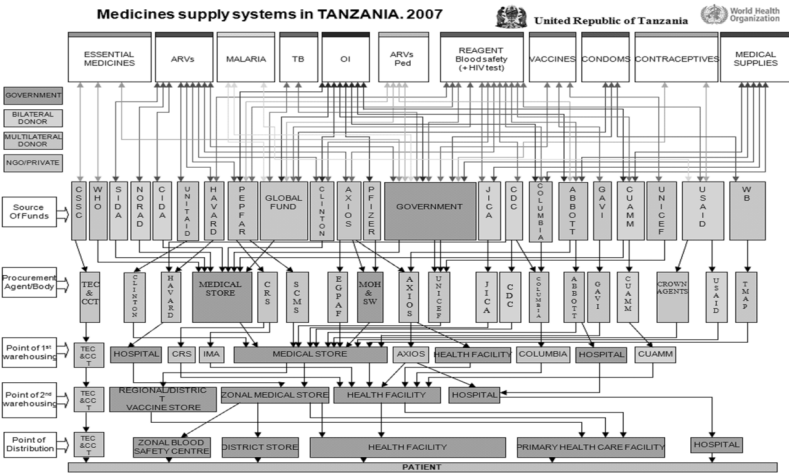 Medicines supply systems in TANZANIA. 2007
United Republic of Tanzania
World Health
Organization
ESSENTIAL
MEDICINES
ARVs
MALARIA
TB
OI
ARVs
Ped
REAGENT
Blood safety
(+ HIV test)
VACCINES
CONDOMS
CONTRACEPTIVES
MEDICAL
SUPPLIES
GOVERNMENT
BILATERAL
DONOR
MULTILATERAL
DONOR
NGO/PRIVATE
Source
Of Funds
CSSC
WHO
SIDA
NORAD
CIDA
UNITAID
HAVARD
PEPFAR
GLOBAL
FUND
CLINTON
AXIOS
PFIZER
GOVERNMENT
JICA
CDC
COLUMBIA
ABBOTT
GAVI
CUAMM
UNICEF
USAID
WB
Procurement
Agent/Body
TEC
&
CCT
CLINTON
HAVARD
MEDICAL
STORE
CRS
SCMS
EGPAF
MOH
& SW
AXIOS
UNICEF
JICA
CDC
COLUMBIA
ABBOTT
GAVI
CUAMM
CROWN
AGENTS
USAID
TMAP
Point of 1st
warehousing
TEC
&CC
T
HOSPITAL
CRS
IMA
MEDICAL STORE
AXIOS
HEALTH FACILITY
COLUMBIA
HOSPITAL
CUAMM
Point of 2nd
warehousing
TEC
&CC
T
REGIONAL/DISTRIC
T
VACCINE STORE
ZONAL MEDICAL STORE
HEALTH FACILITY
HOSPITAL
Point of
Distribution
TEC
&CC
T
ZONAL BLOOD
SAFETY CENTRE
DISTRICT STORE
HEALTH FACILITY
PRIMARY HEALTH CARE FACILITY
HOSPITAL
PATIENT